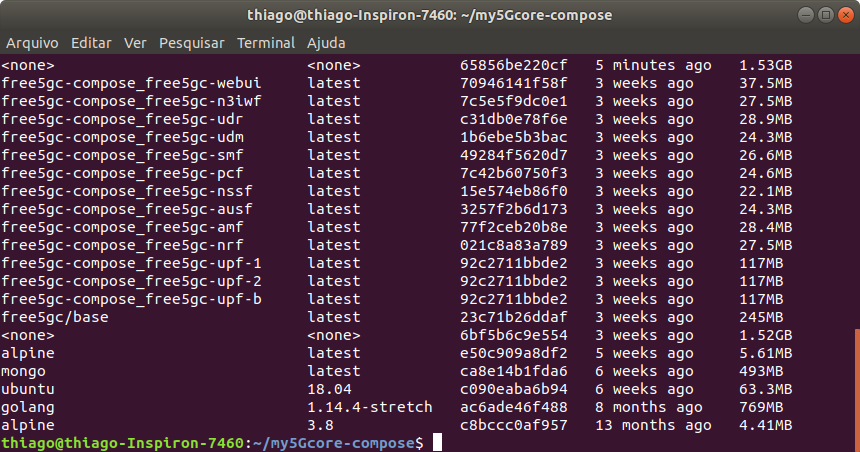 thiago@thiago-Inspiron-7460: ~/my5Gcore-compose
Arquivo Editar Ver Pesquisar Terminal Ajuda
<none> <none> 65856be220cf 5 minutes ago 1.53GB
free5gc-compose_free5gc-webui latest 70946141f58f 3 weeks ago 37.5MB
free5gc-compose_free5gc-n3iwf latest 7c5e5f9dc0e1 3 weeks ago 27.5MB
free5gc-compose_free5gc-udr latest c31db0e78f6e 3 weeks ago 28.9MB
free5gc-compose_free5gc-udm latest 1b6ebe5b3bac 3 weeks ago 24.3MB
free5gc-compose_free5gc-smf latest 49284f5620d7 3 weeks ago 26.6MB
free5gc-compose_free5gc-pcf latest 7c42b60750f3 3 weeks ago 24.6MB
free5gc-compose_free5gc-nssf latest 15e574eb86f0 3 weeks ago 22.1MB
free5gc-compose_free5gc-ausf latest 3257f2b6d173 3 weeks ago 24.3MB
free5gc-compose_free5gc-amf latest 77f2ceb20b8e 3 weeks ago 28.4MB
free5gc-compose_free5gc-nrf latest 021c8a83a789 3 weeks ago 27.5MB
free5gc-compose_free5gc-upf-1 latest 92c2711bbde2 3 weeks ago 117MB
free5gc-compose_free5gc-upf-2 latest 92c2711bbde2 3 weeks ago 117MB
free5gc-compose_free5gc-upf-b latest 92c2711bbde2 3 weeks ago 117MB
free5gc/base latest 23c71b26ddaf 3 weeks ago 245MB
<none> <none> 6bf5b6c9e554 3 weeks ago 1.52GB
alpine latest e50c909a8df2 5 weeks ago 5.61MB
mongo latest ca8e14b1fda6 6 weeks ago 493MB
ubuntu 18.04 c090eaba6b94 6 weeks ago 63.3MB
golang 1.14.4-stretch ac6ade46f488 8 months ago 769MB
alpine 3.8 c8bccc0af957 13 months ago 4.41MB
thiago@thiago-Inspiron-7460:~/my5Gcore-compose$